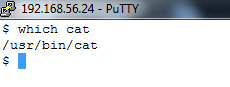 192.168.56.24 - PuTTY
$ which cat
/usr/bin/cat
$